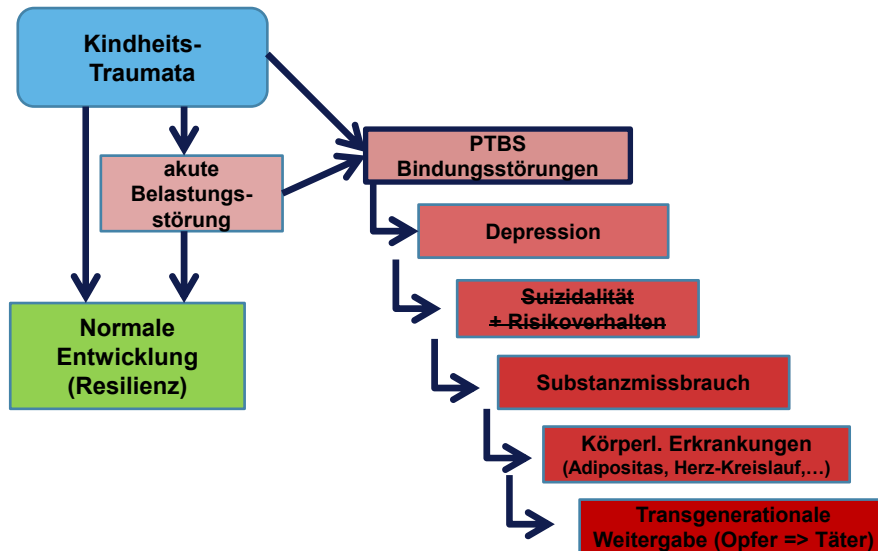 Kindheits-
Traumata
PTBS
Bindungsstörungen
akute
Belastungs-
störung
Depression
Suizidalität
+ Risikoverhalten
Normale
Entwicklung
(Resilienz)
Substanzmissbrauch
Körperl. Erkrankungen
(Adipositas, Herz-Kreislauf,…)
Transgenerationale
Weitergabe (Opfer => Täter)